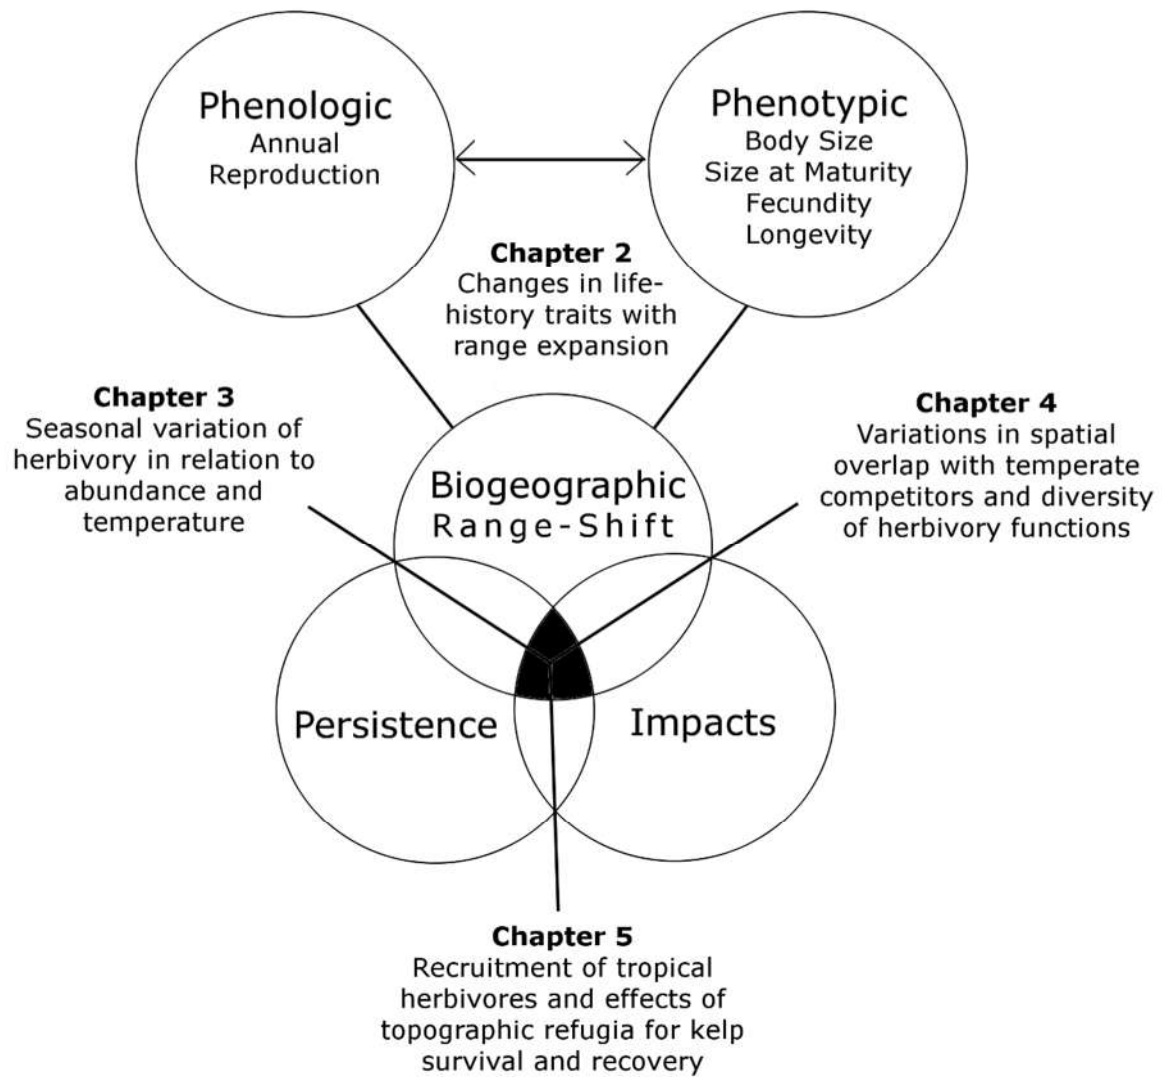 Phenologic
Annual
Reproduction
Phenotypic
Body Size
Size at Maturity
Fecundity
Longevity
Chapter 2
Changes in life-
history traits with
range expansion
Chapter 3
Seasonal variation of
herbivory in relation to
abundance and
temperature
Chapter 4
Variations in spatial
overlap with temperate
competitors and diversity
of herbivory functions
Biogeographic
Range-Shift
Persistence
Impacts
Chapter 5
Recruitment of tropical
herbivores and effects of
topographic refugia for kelp
survival and recovery